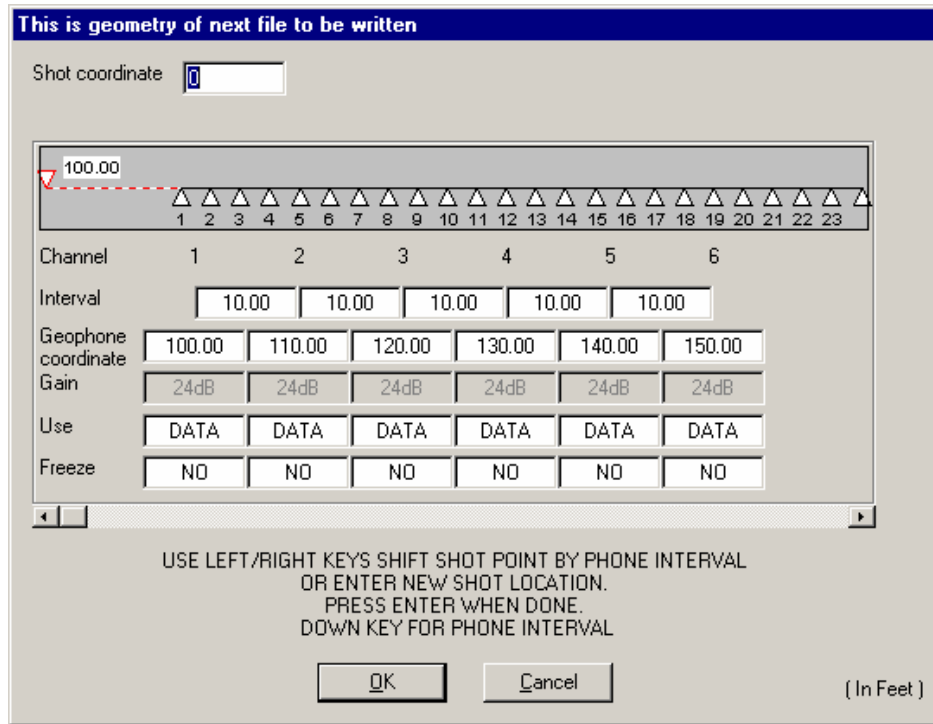 This is geometry of next file to be written
Shot coordinate 0
100.00
1 2 3 4 5 6 7 8 9 10 11 12 13 14 15 16 17 18 19 20 21 22 23
Channel 1 2 3 4 5 6
Interval 10.00 10.00 10.00 10.00 10.00
Geophone
coordinate 100.00 110.00 120.00 130.00 140.00 150.00
Gain 24dB 24dB 24dB 24dB 24dB 24dB
Use DATA DATA DATA DATA DATA DATA
Freeze NO NO NO NO NO NO
USE LEFT/RIGHT KEYS SHIFT SHOT POINT BY PHONE INTERVAL
OR ENTER NEW SHOT LOCATION.
PRESS ENTER WHEN DONE.
DOWN KEY FOR PHONE INTERVAL
OK Cancel
( In Feet )